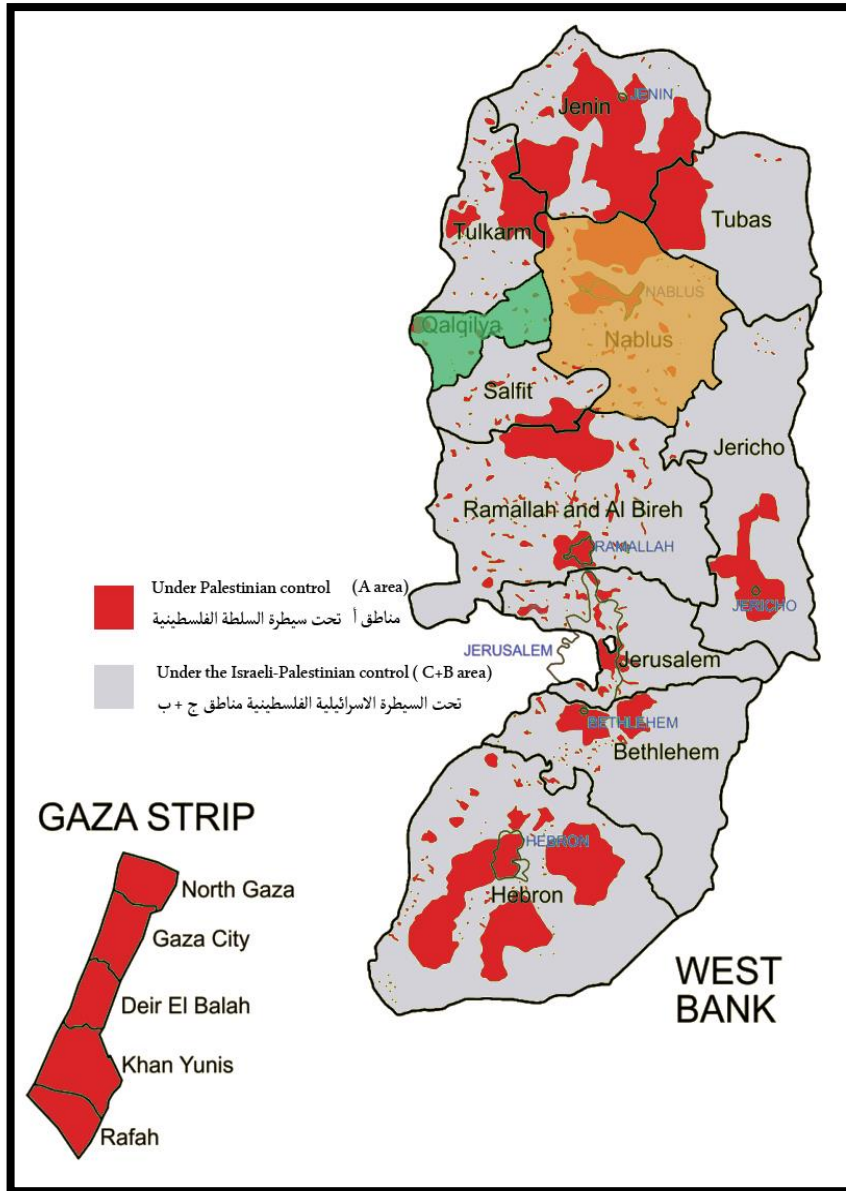 Jenin
JENIN
Tubas
Tulkarm
NABLUS
Qalqilya
Nablus
Salfit
Jericho
Ramallah and Al Bireh
RAMALLAH
Under Palestinian control (A area)
مناطق أ تحت سيطرة السلطة الفلسطينية
JERICHO
JERUSALEM
Jerusalem
Under the Israeli-Palestinian control ( C+B area)
تحت السيطرة الاسرائيلية الفلسطينية مناطق ج + ب
BETHLEHEM
Bethlehem
GAZA STRIP
HEBRON
Hebron
North Gaza
Gaza City
WEST
BANK
Deir El Balah
Khan Yunis
Rafah